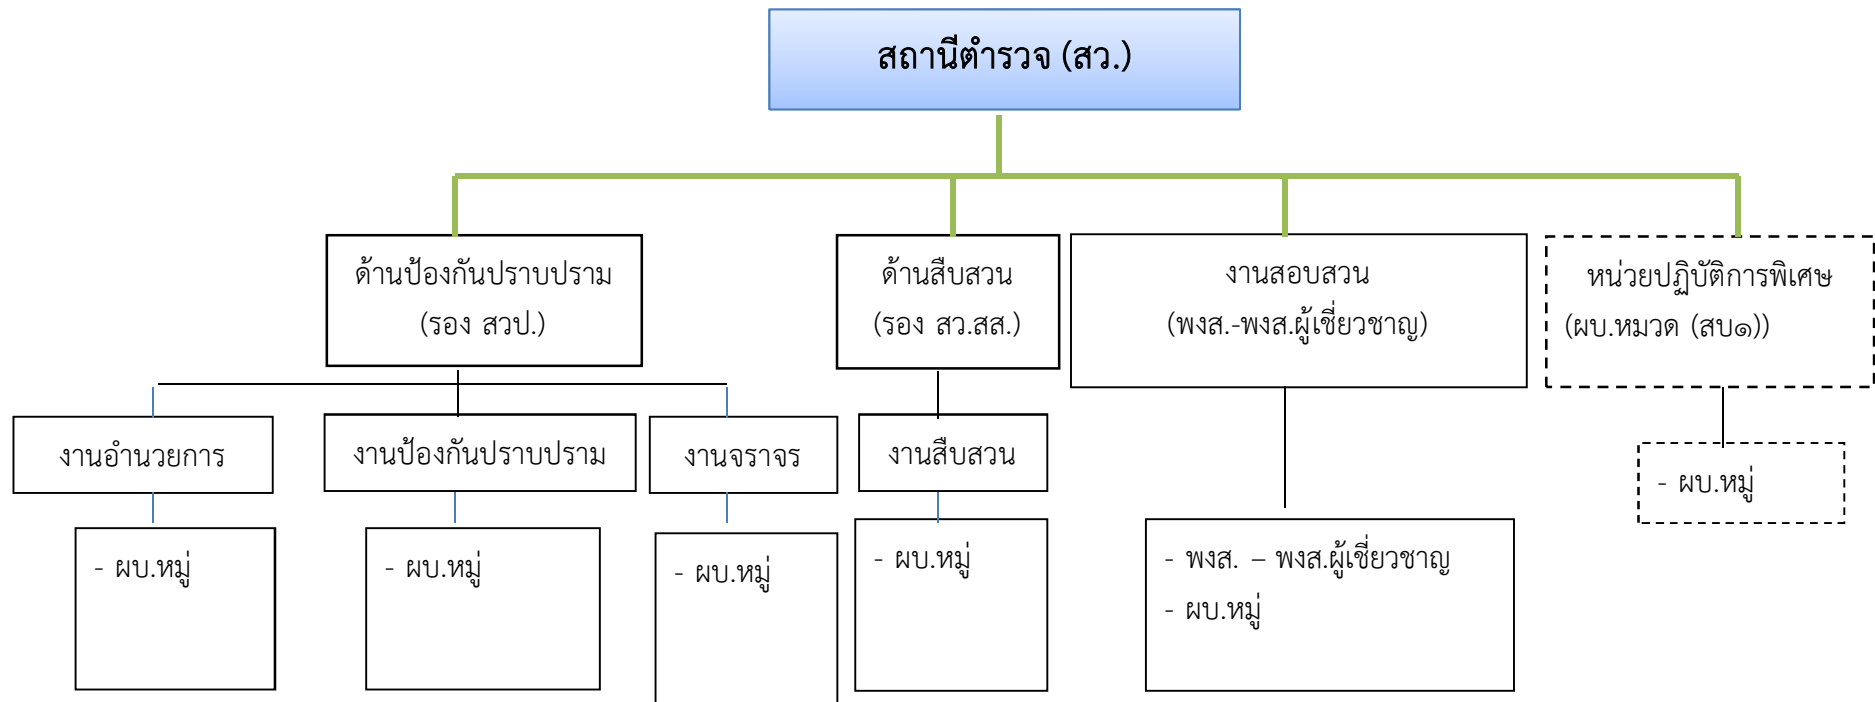 สถานีตำรวจ (สว.)
ด้านป้องกันปราบปราม
(รอง สวป.)
ด้านสืบสวน
(รอง สว.สส.)
งานสอบสวน
(พงส.-พงส.ผู้เชี่ยวชาญ)
หน่วยปฏิบัติการพิเศษ
(ผบ.หมวด (สบ๑))
งานอำนวยการ
งานป้องกันปราบปราม
งานจราจร
งานสืบสวน
- ผบ.หมู่
- ผบ.หมู่
- ผบ.หมู่
- ผบ.หมู่
- พงส. – พงส.ผู้เชี่ยวชาญ
- ผบ.หมู่
- ผบ.หมู่